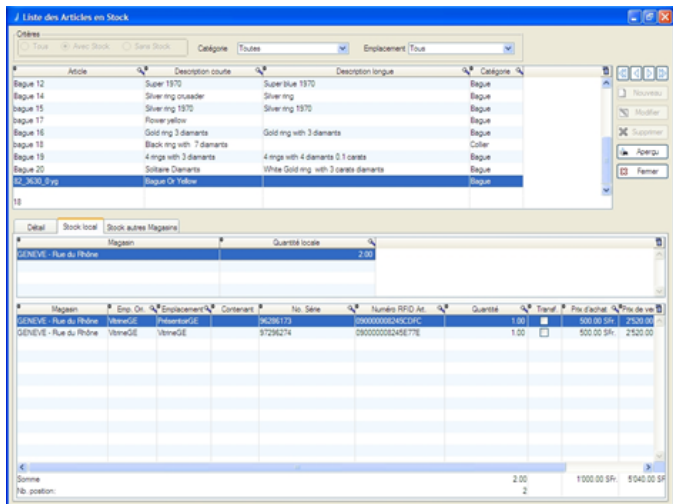 Liste des Articles en Stock
Critères
Tous Avec Stock Sans Stock Catégorie Toutes Emplacement Tous
Article Description courte Description longue Catégorie
Bague 12 Super 1970 Super blue 1970 Bague
Bague 14 Silver ring crusader Silver ring Bague
bague 15 Silver ring 1970 Silver ring 1970 Bague
bague 17 Flower yellow Bague
Bague 16 Gold ring 3 diamants Gold ring with 3 diamants Bague
bague 18 Black ring with 7 diamants Colier
Bague 19 4 rings with 3 diamants 4 rings with 4 diamants 0.1 carats Bague
Bague 20 Solitaire Diamants White Gold ring with 3 carats diamants Bague
82_3630_0yg Bague Or Yellow Bague
18
Nouveau
Modifier
Supprimer
Aperçu
Fermer
Détail Stock local Stock autres Magasins
Magasin Quantité locale
GENEVE - Rue du Rhône 2.00
Magasin Emp. Ori. Emplacement Contenant No. Série Numéro RFID Art. Quantité Transf. Prix d'achat Prix de ven
GENEVE - Rue du Rhône VitrineGE PrésentoirGE 96286173 090000008245CDFC 1.00 500.00 SFr. 2'520.00
GENEVE - Rue du Rhône VitrineGE VitrineGE 97296274 090000008245E77E 1.00 500.00 SFr. 2'520.00
Somme 2.00 1'000.00 SFr. 5'040.00 SF
Nb. position: 2